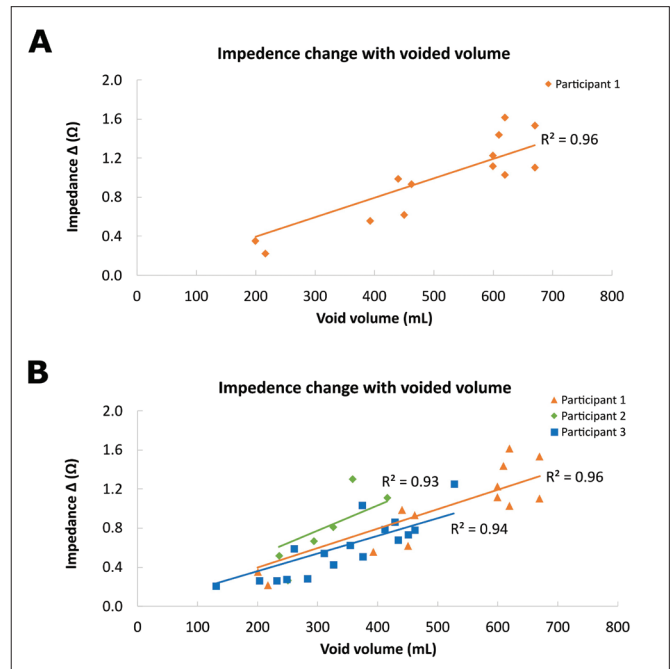 A
Impedence change with voided volume
2.0
1.6
1.2
0.8
0.4
0.0
Impedance Δ (Ω)
Participant 1
R² = 0.96
0 100 200 300 400 500 600 700 800
Void volume (mL)
B
Impedence change with voided volume
2.0
1.6
1.2
0.8
0.4
0.0
Impedance Δ (Ω)
Participant 1
Participant 2
Participant 3
R² = 0.93
R² = 0.96
R² = 0.94
0 100 200 300 400 500 600 700 800
Void volume (mL)